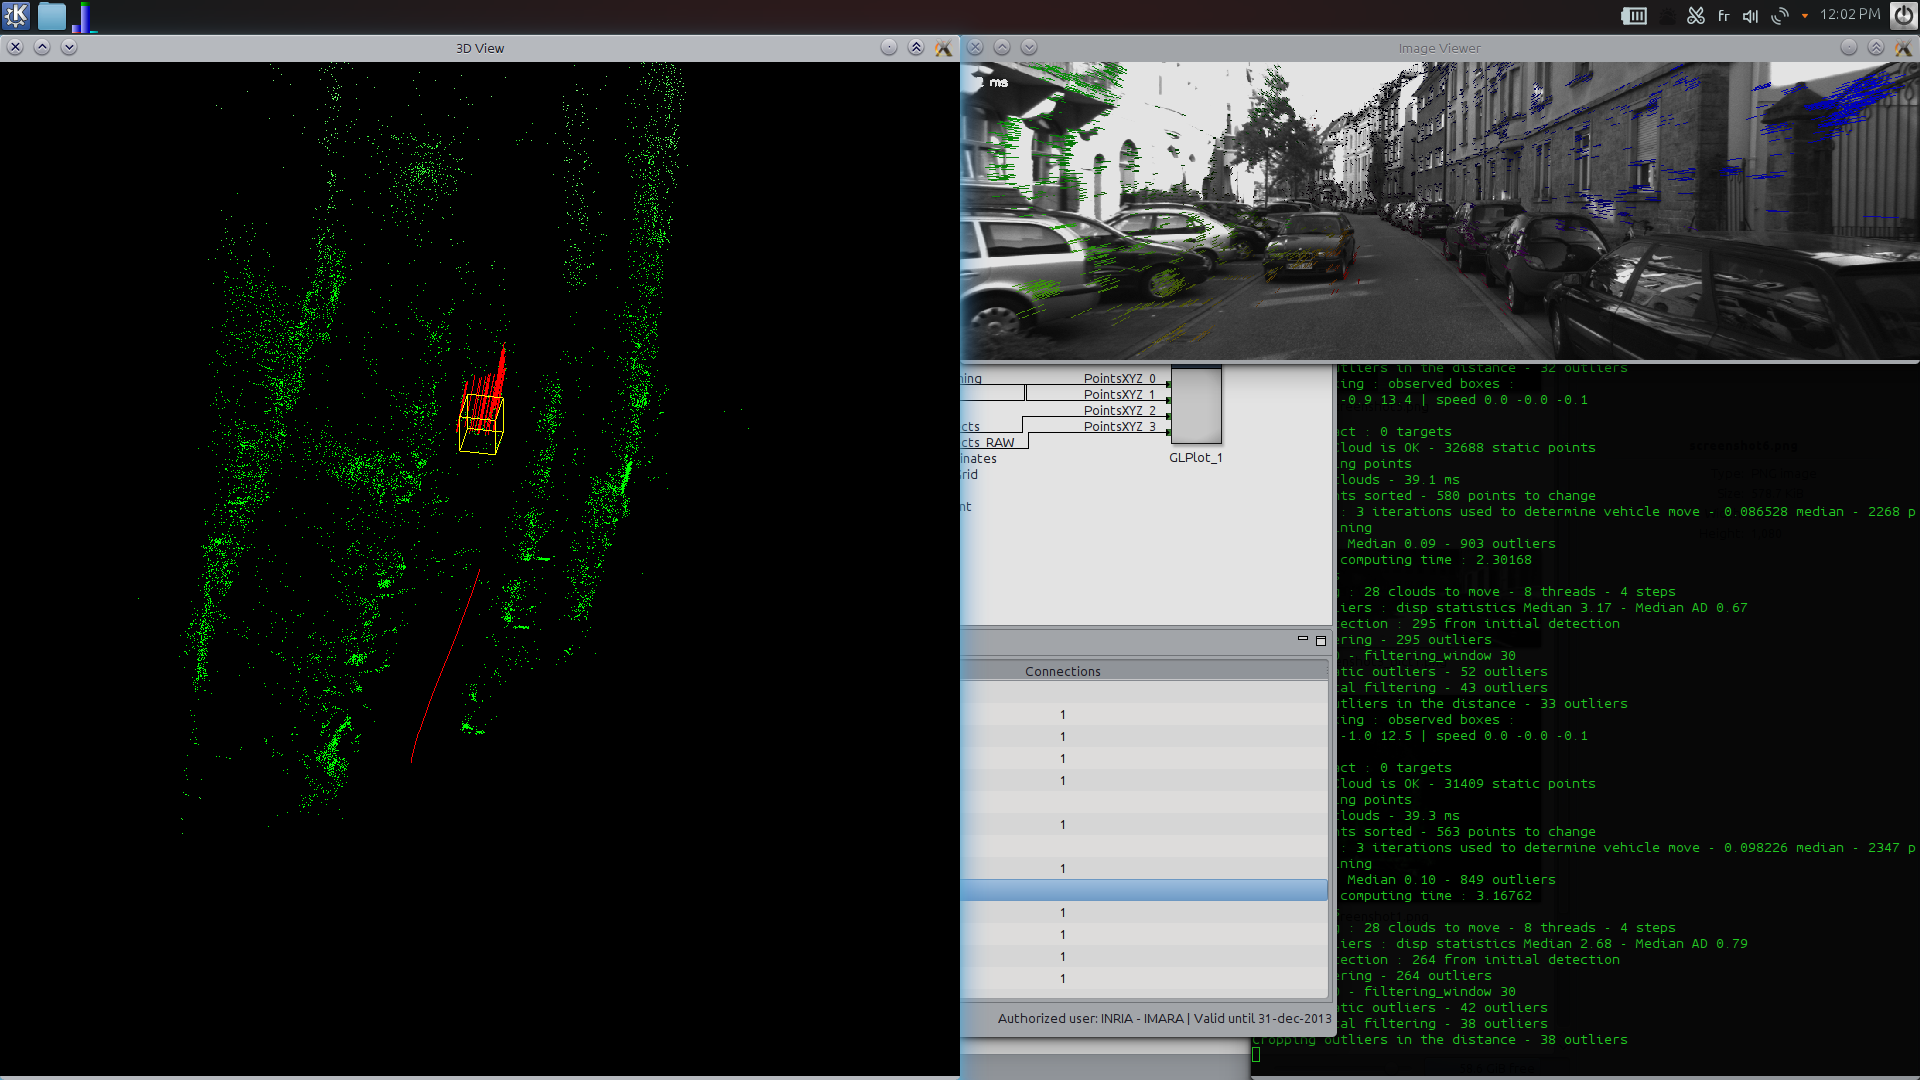 fr
12:02 PM
3D View
Image Viewer
2 ms
ning
PointsXYZ_0
PointsXYZ_1
PointsXYZ_2
cts
PointsXYZ_3
cts_RAW
inates
GLPlot_1
rid
nt
Connections
1
1
1
1
1
1
1
1
1
1
Authorized user: INRIA - IMARA | Valid until 31-dec-2013
tliers in the distance - 32 outliers
ing : observed boxes :
-0.9 13.4 | speed 0.0 -0.0 -0.1
act : 0 targets
cloud is OK - 32688 static points
ing points
clouds - 39.1 ms
nts sorted - 580 points to change
: 3 iterations used to determine vehicle move - 0.086528 median - 2268 p
ning
Median 0.09 - 903 outliers
computing time : 2.30168
: 28 clouds to move - 8 threads - 4 steps
iers : disp statistics Median 3.17 - Median AD 0.67
ection : 295 from initial detection
ring - 295 outliers
- filtering_window 30
tic outliers - 52 outliers
al filtering - 43 outliers
tliers in the distance - 33 outliers
ing : observed boxes :
-1.0 12.5 | speed 0.0 -0.0 -0.1
act : 0 targets
cloud is OK - 31409 static points
ing points
clouds - 39.3 ms
nts sorted - 563 points to change
: 3 iterations used to determine vehicle move - 0.098226 median - 2347 p
ning
Median 0.10 - 849 outliers
computing time : 3.16762
: 28 clouds to move - 8 threads - 4 steps
iers : disp statistics Median 2.68 - Median AD 0.79
ection : 264 from initial detection
ring - 264 outliers
- filtering_window 30
tic outliers - 42 outliers
al filtering - 38 outliers
Cropping outliers in the distance - 38 outliers